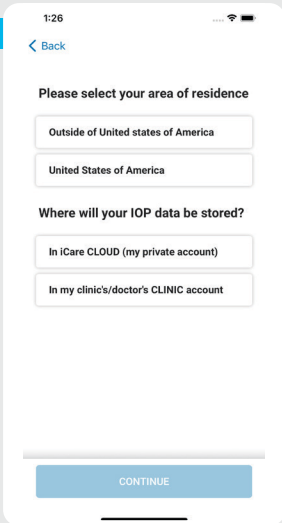 1:26
Back
Please select your area of residence
Outside of United states of America
United States of America
Where will your IOP data be stored?
In iCare CLOUD (my private account)
In my clinic's/doctor's CLINIC account
CONTINUE